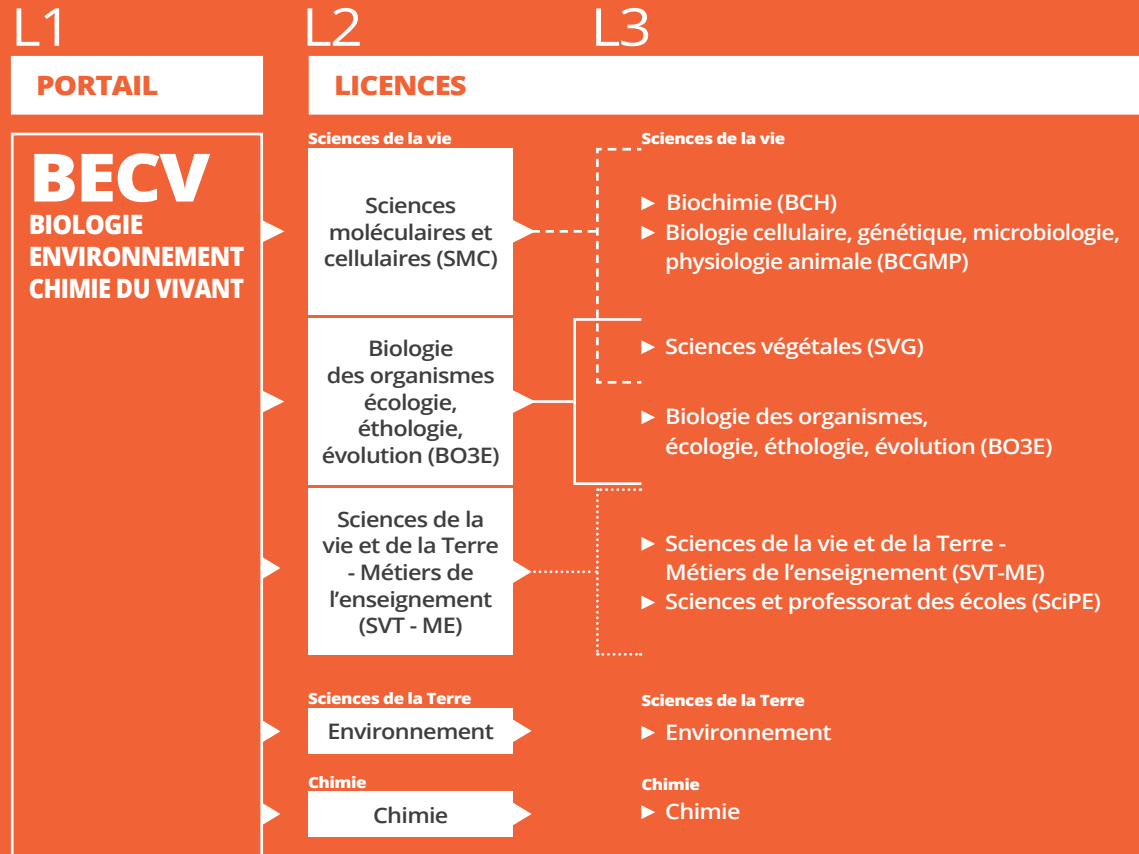 L1
L2
L3
PORTAIL
LICENCES
BECV
BIOLOGIE
ENVIRONNEMENT
CHIMIE DU VIVANT
Sciences de la vie
Sciences
moléculaires et
cellulaires (SMC)
Biologie
des organismes
écologie,
éthologie,
évolution (BO3E)
Sciences de la
vie et de la Terre
- Métiers de
l’enseignement
(SVT - ME)
Sciences de la Terre
Environnement
Chimie
Chimie
Sciences de la vie
► Biochimie (BCH)
► Biologie cellulaire, génétique, microbiologie,
physiologie animale (BCGMP)
► Sciences végétales (SVG)
► Biologie des organismes,
écologie, éthologie, évolution (BO3E)
► Sciences de la vie et de la Terre -
Métiers de l’enseignement (SVT-ME)
► Sciences et professorat des écoles (SciPE)
Sciences de la Terre
► Environnement
Chimie
► Chimie